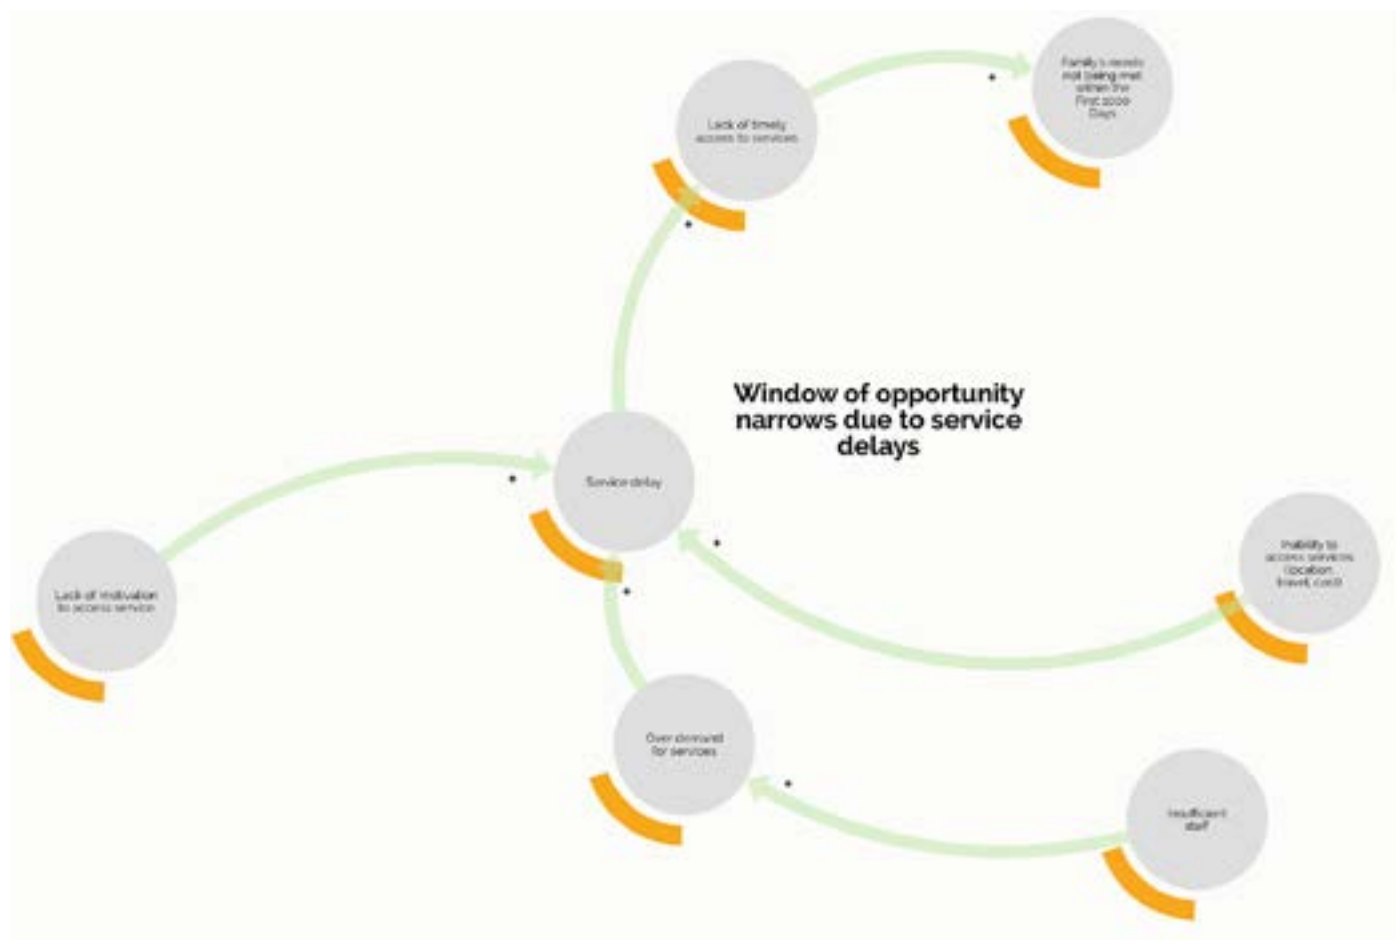 Family's needs
not being met
within the
First 1000
Days
Lack of timely
access to services
Window of opportunity
narrows due to service
delays
Service delay
Inability to
access services
(location,
travel, cost)
Lack of motivation
to access service
Over demand
for services
Insufficient
staff